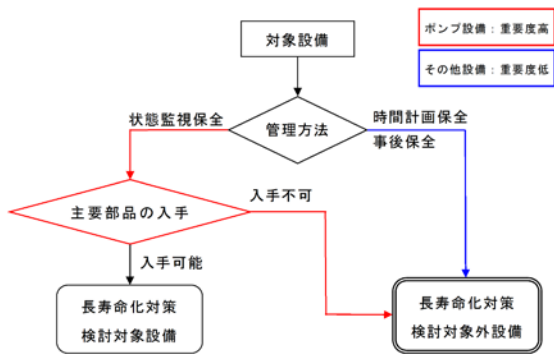 対象設備
ポンプ設備：重要度高
その他設備：重要度低
管理方法
状態監視保全
時間計画保全
事後保全
主要部品の入手
入手不可
入手可能
長寿命化対策
検討対象設備
長寿命化対策
検討対象外設備